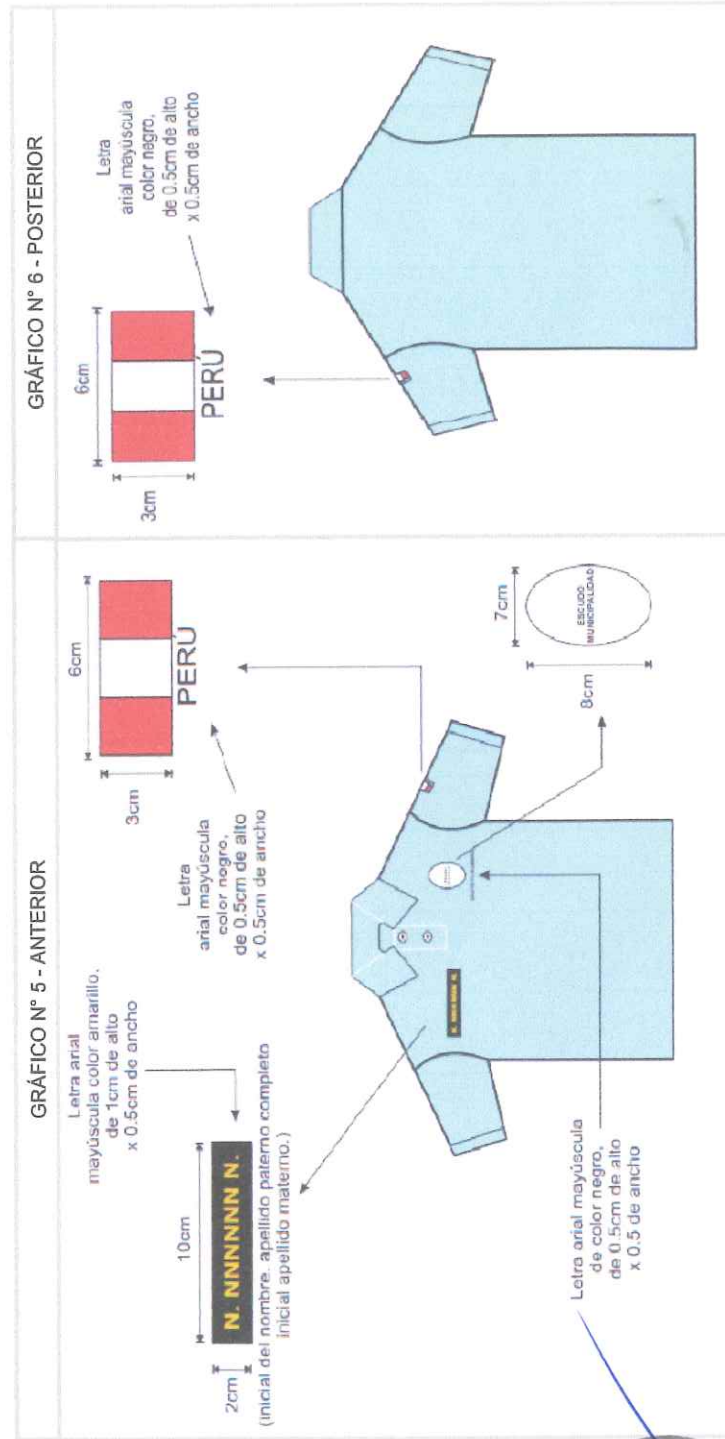 GRÁFICO N° 5 - ANTERIOR
Letra arial
mayúscula color amarillo.
de 1cm de alto
x 0.5cm de ancho
10cm
2cm
N. NNNNNN N.
(inicial del nombre. apellido paterno completo
inicial apellido materno.)
6cm
3cm
PERÚ
Letra
arial mayúscula
color negro,
de 0.5cm de alto
x 0.5cm de ancho
Letra arial mayúscula
de color negro,
de 0.5cm de alto
x 0.5 de ancho
7cm
8cm
ESCUDO
MUNICIPALIDAD
GRÁFICO N° 6 - POSTERIOR
6cm
3cm
PERÚ
Letra
arial mayúscula
color negro,
de 0.5cm de alto
x 0.5cm de ancho